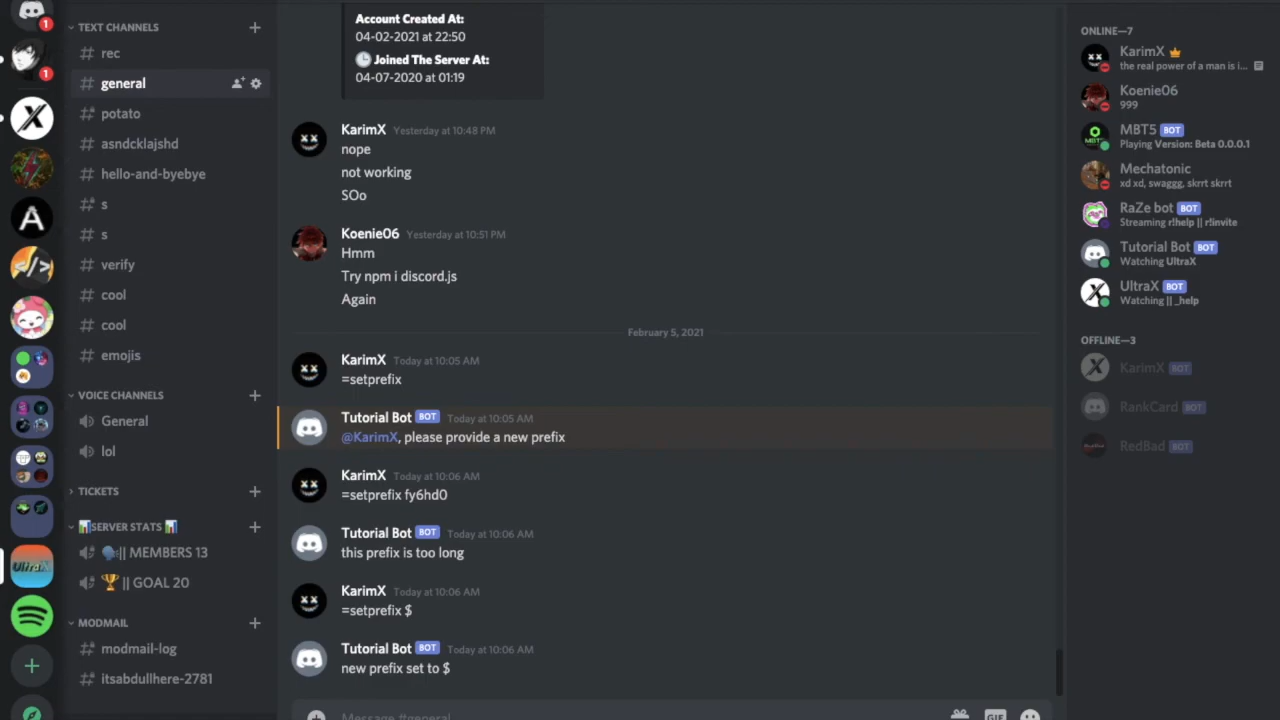 1
1
A
</>
UltraX
TEXT CHANNELS
rec
general
potato
asndcklajshd
hello-and-byebye
s
s
verify
cool
cool
emojis
VOICE CHANNELS
General
lol
TICKETS
📊SERVER STATS 📊
🗣️|| MEMBERS 13
🏆 || GOAL 20
MODMAIL
modmail-log
itsabdullhere-2781
Account Created At:
04-02-2021 at 22:50
🕒 Joined The Server At:
04-07-2020 at 01:19
KarimX Yesterday at 10:48 PM
nope
not working
SOo
Koenie06 Yesterday at 10:51 PM
Hmm
Try npm i discord.js
Again
February 5, 2021
KarimX Today at 10:05 AM
=setprefix
Tutorial Bot BOT Today at 10:05 AM
@KarimX, please provide a new prefix
KarimX Today at 10:06 AM
=setprefix fy6hd0
Tutorial Bot BOT Today at 10:06 AM
this prefix is too long
KarimX Today at 10:06 AM
=setprefix $
Tutorial Bot BOT Today at 10:06 AM
new prefix set to $
Message #general
GIF
ONLINE—7
KarimX
the real power of a man is i...
Koenie06
999
MBT5 BOT
Playing Version: Beta 0.0.0.1
Mechatonic
xd xd, swaggg, skrrt skrrt
RaZe bot BOT
Streaming r!help || r!invite
Tutorial Bot BOT
Watching UltraX
UltraX BOT
Watching || _help
OFFLINE—3
KarimX BOT
RankCard BOT
RedBad BOT